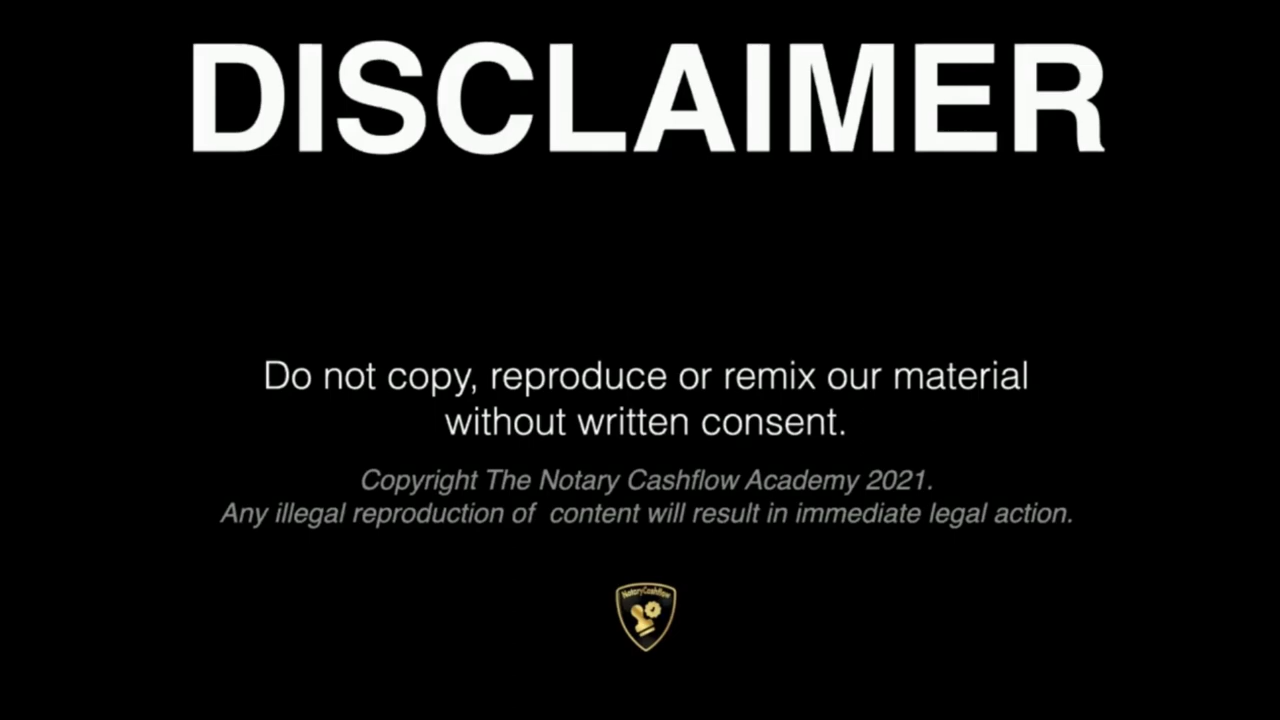 DISCLAIMER
Do not copy, reproduce or remix our material
without written consent.
Copyright The Notary Cashflow Academy 2021.
Any illegal reproduction of  content will result in immediate legal action.
NotaryCashflow